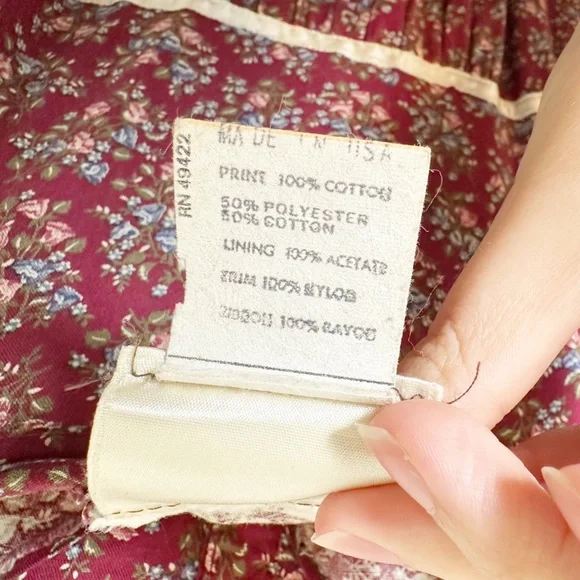 MADE IN USA
RN 49422
PRINT 100% COTTON
50% POLYESTER
50% COTTON
LINING 100% ACETATE
TRIM 100% NYLON
RIBBON 100% RAYON